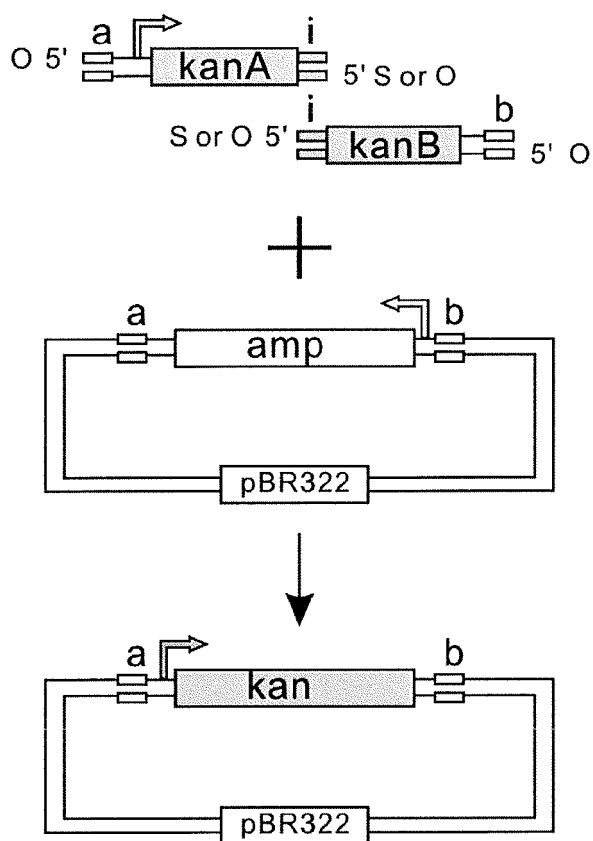 a i
O 5' kanA 5' S or O
i b
S or O 5' kanB 5' O
a b
amp
pBR322
a b
kan
pBR322